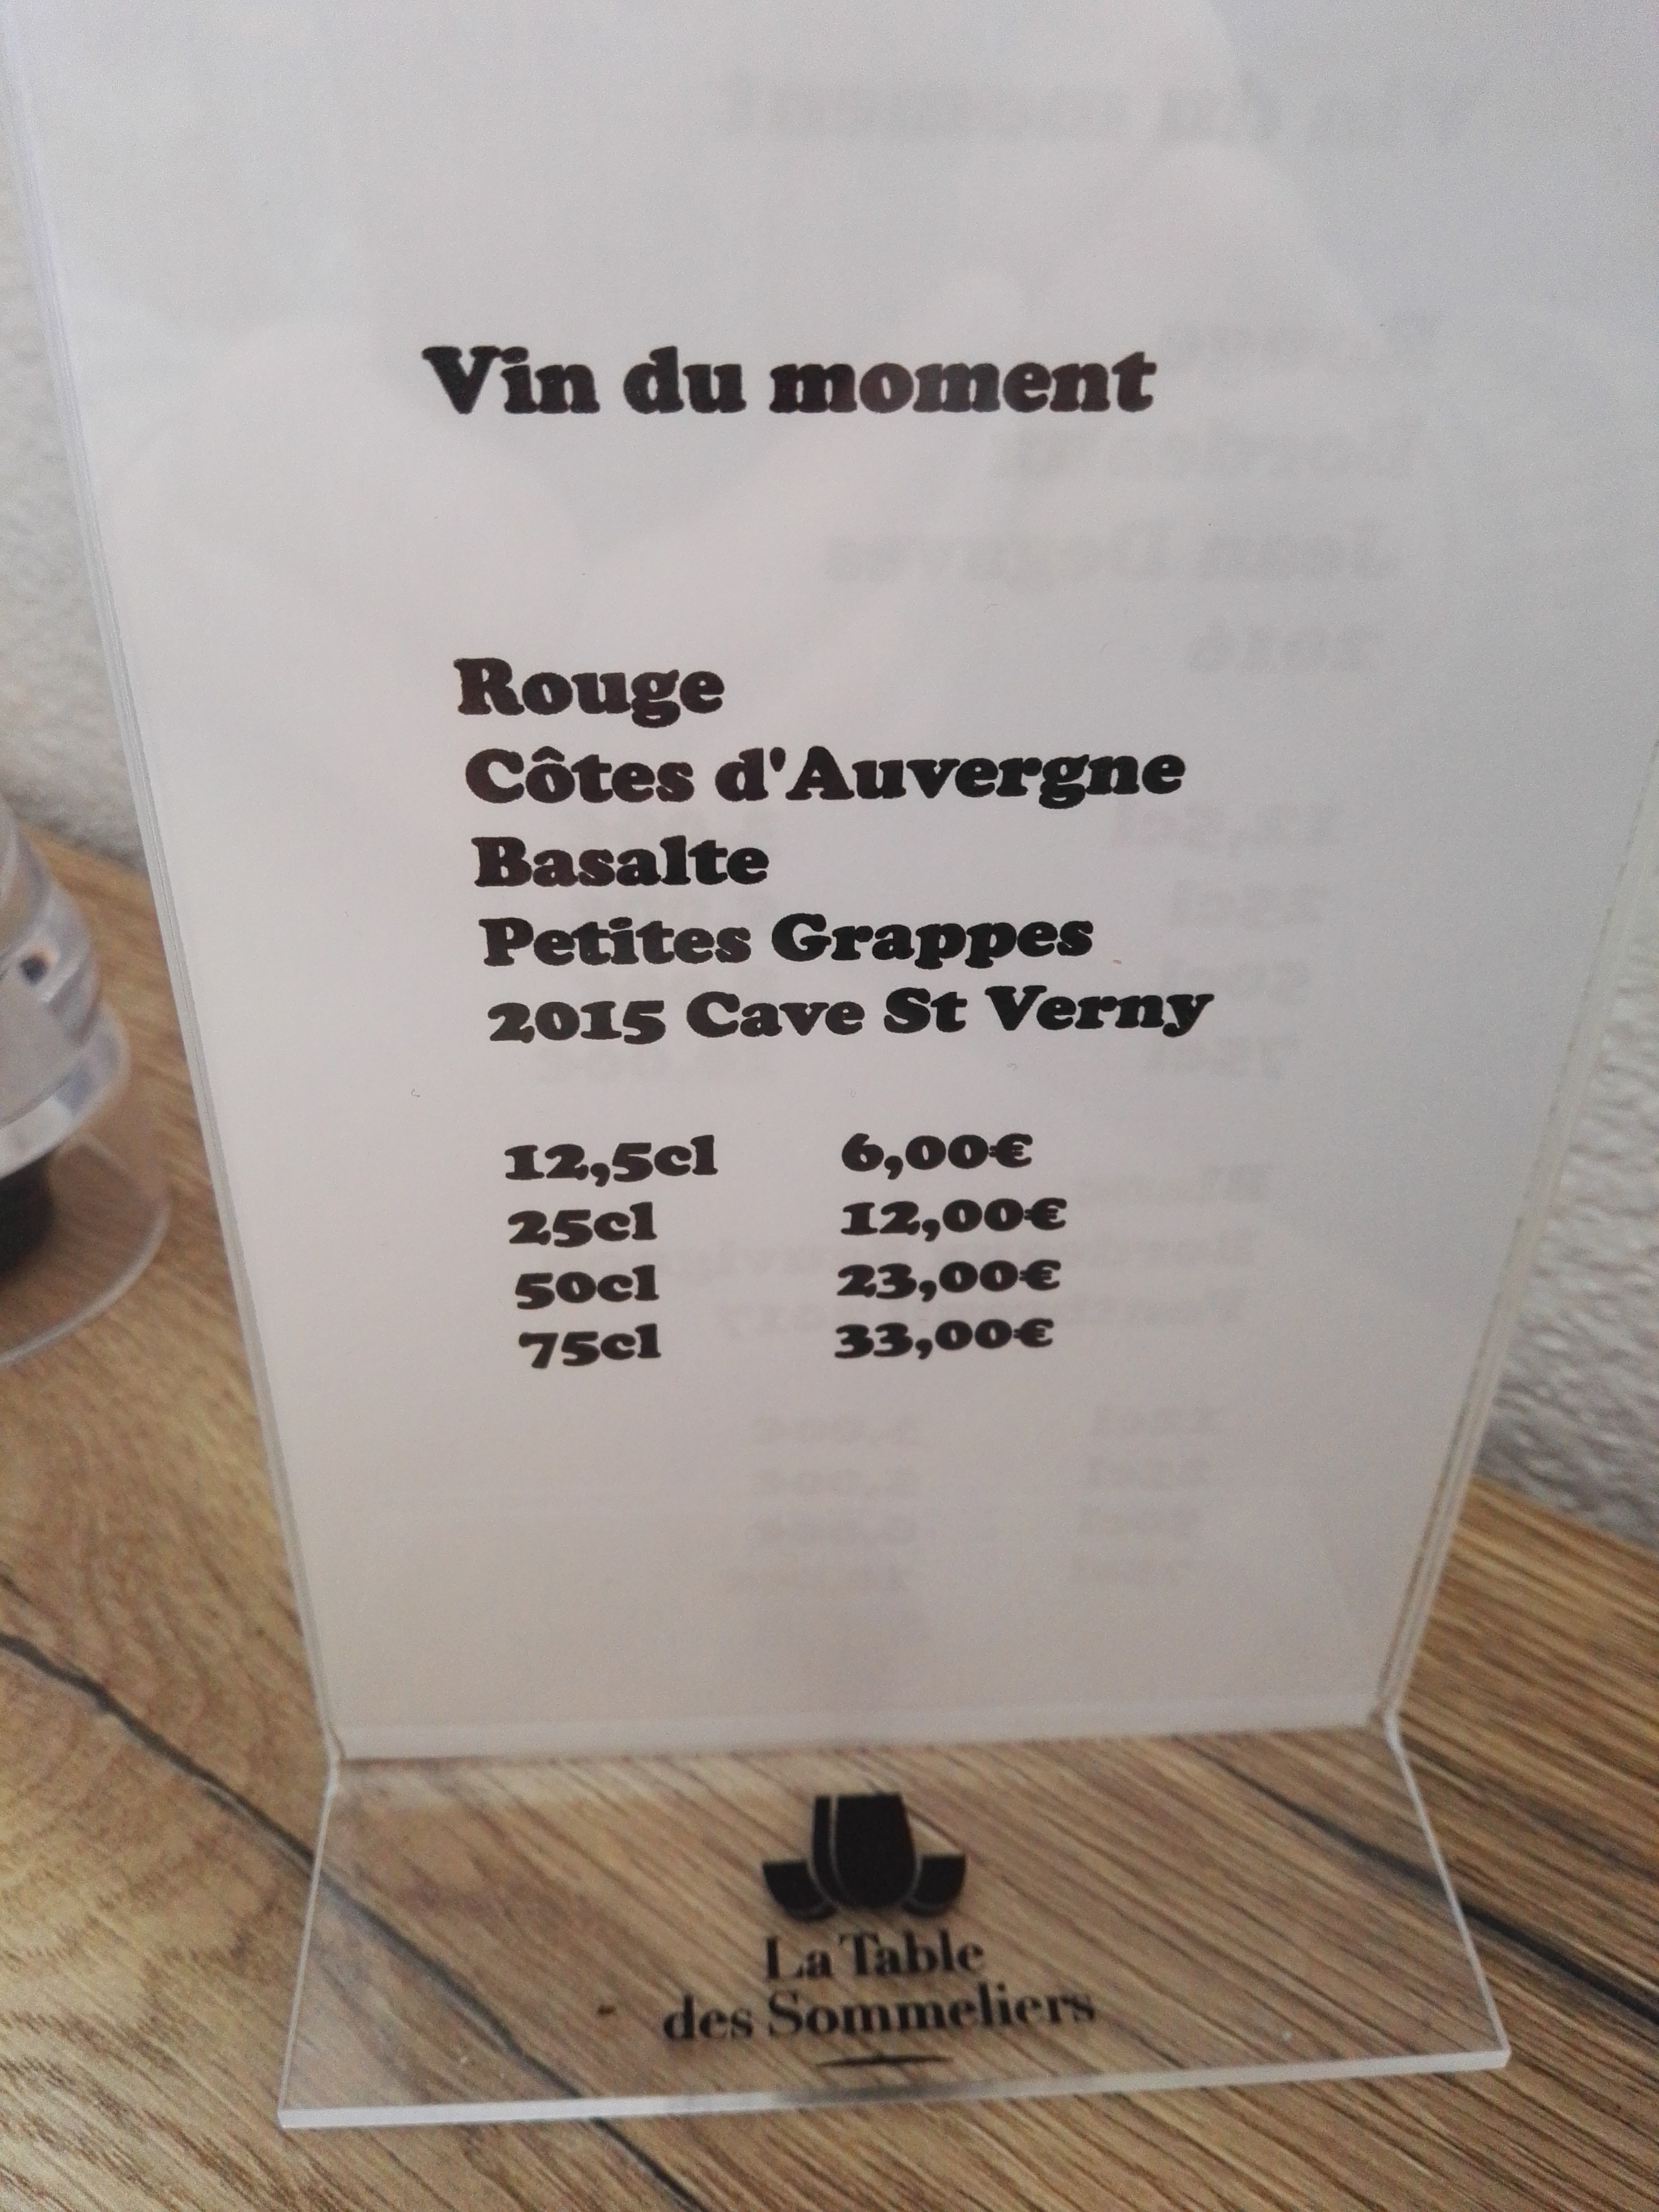 Vin du moment
Rouge
Côtes d'Auvergne
Basalte
Petites Grappes
2015 Cave St Verny
12,5cl 6,00€
25cl 12,00€
50cl 23,00€
75cl 33,00€
La Table
des Sommeliers